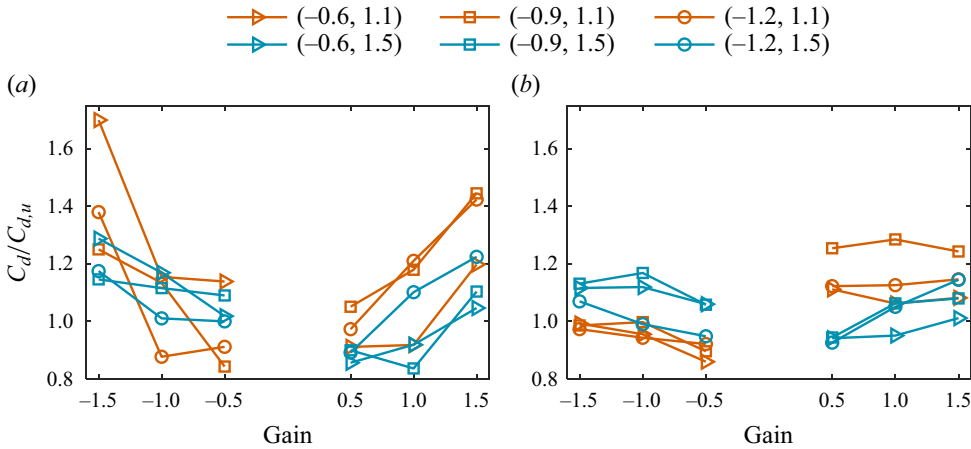 (–0.6, 1.1) (–0.9, 1.1) (–1.2, 1.1)
(–0.6, 1.5) (–0.9, 1.5) (–1.2, 1.5)
(a) (b)
1.6 1.6
1.4 1.4
C_d/C_{d,u} 1.2 1.2
1.0 1.0
0.8 0.8
–1.5 –1.0 –0.5 0.5 1.0 1.5 –1.5 –1.0 –0.5 0.5 1.0 1.5
Gain Gain